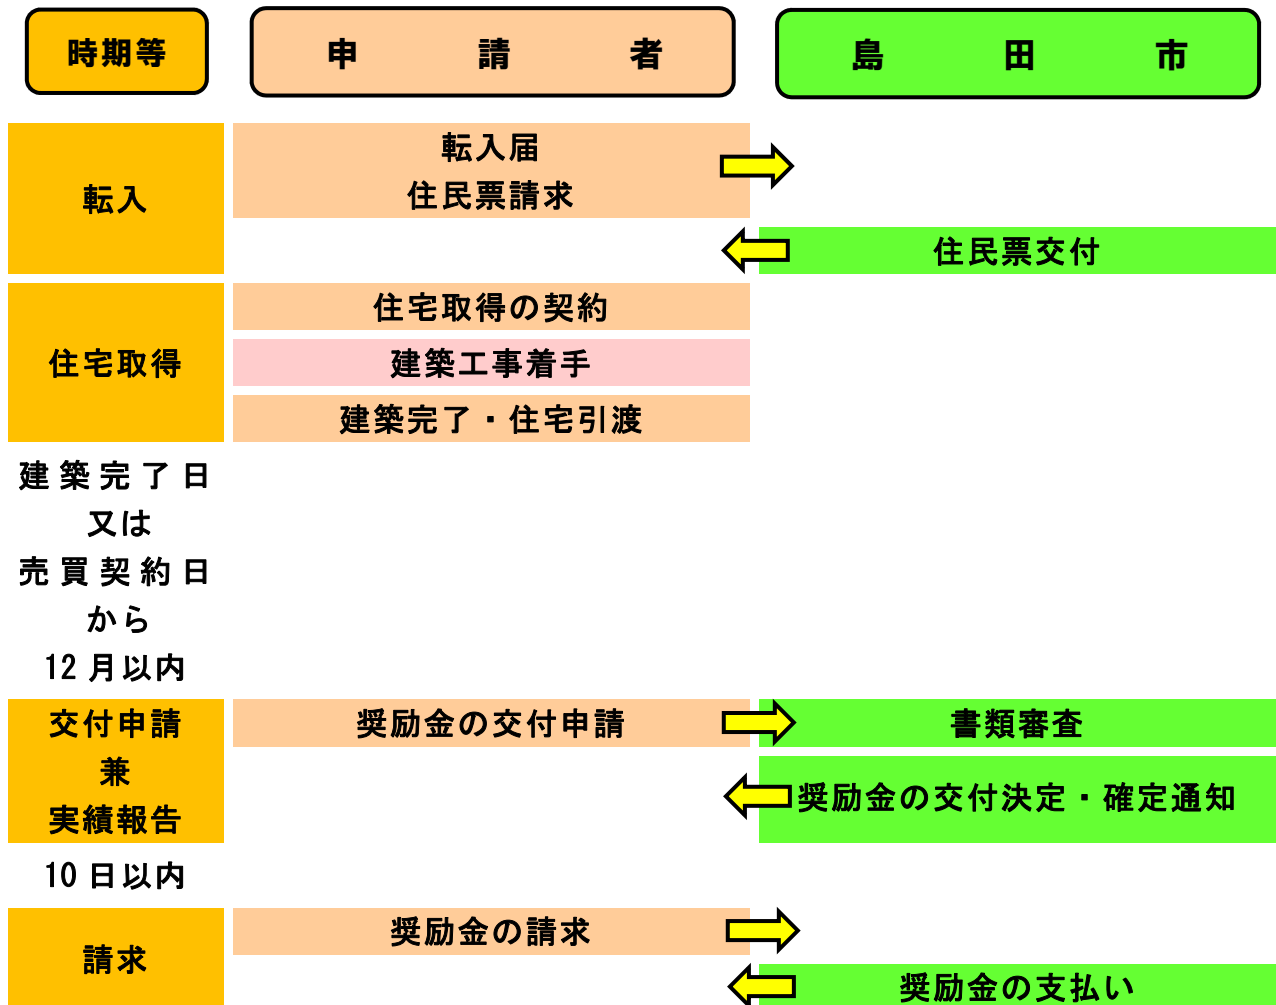 時期等
申請者
島田市
転入
転入届
住民票請求
住民票交付
住宅取得
住宅取得の契約
建築工事着手
建築完了・住宅引渡
建築完了日
又は
売買契約日
から
12月以内
交付申請
兼
実績報告
奨励金の交付申請
書類審査
奨励金の交付決定・確定通知
10日以内
請求
奨励金の請求
奨励金の支払い